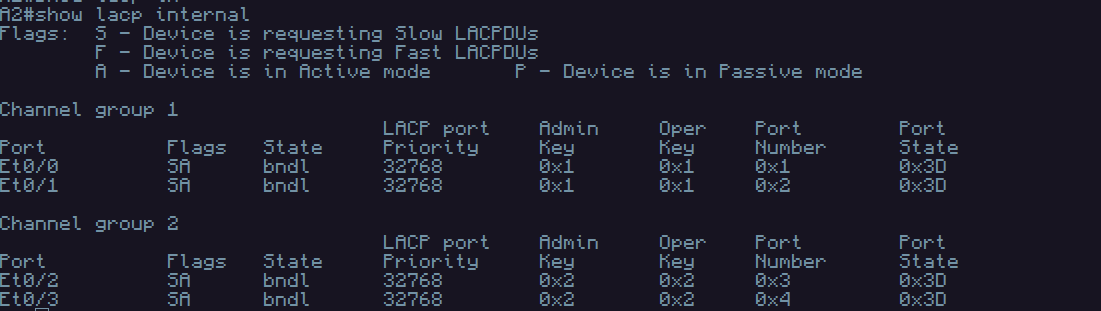 A2#show lacp internal
Flags:  S - Device is requesting Slow LACPDUs
        F - Device is requesting Fast LACPDUs
        A - Device is in Active mode       P - Device is in Passive mode
Channel group 1
                                LACP port    Admin     Oper    Port        Port
Port          Flags   State     Priority     Key       Key     Number      State
Et0/0         SA      bndl      32768        0x1       0x1     0x1         0x3D
Et0/1         SA      bndl      32768        0x1       0x1     0x2         0x3D
Channel group 2
                                LACP port    Admin     Oper    Port        Port
Port          Flags   State     Priority     Key       Key     Number      State
Et0/2         SA      bndl      32768        0x2       0x2     0x3         0x3D
Et0/3         SA      bndl      32768        0x2       0x2     0x4         0x3D